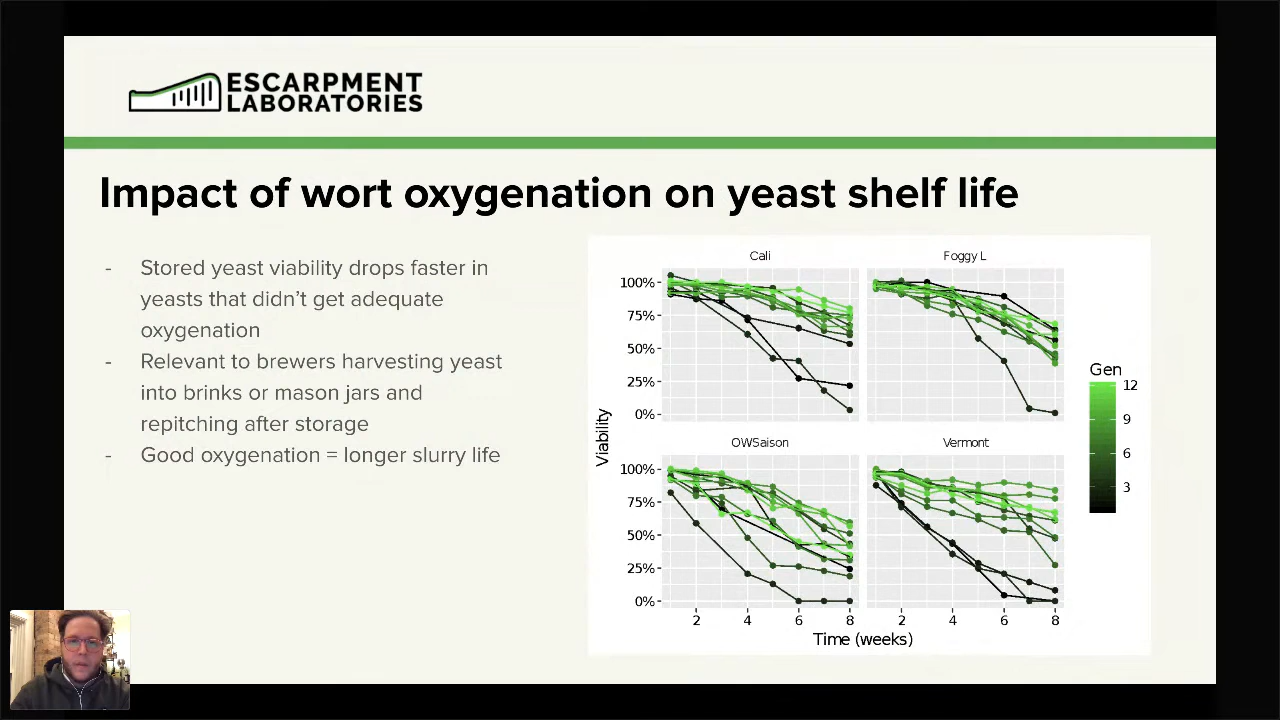 ESCARPMENT
LABORATORIES
Impact of wort oxygenation on yeast shelf life
- Stored yeast viability drops faster in
yeasts that didn't get adequate
oxygenation
- Relevant to brewers harvesting yeast
into brinks or mason jars and
repitching after storage
- Good oxygenation = longer slurry life
Cali
Foggy L
100%
75%
50%
25%
0%
OWSaison
Vermont
100%
75%
50%
25%
0%
Viability
2 4 6 8
2 4 6 8
Time (weeks)
Gen
12
9
6
3